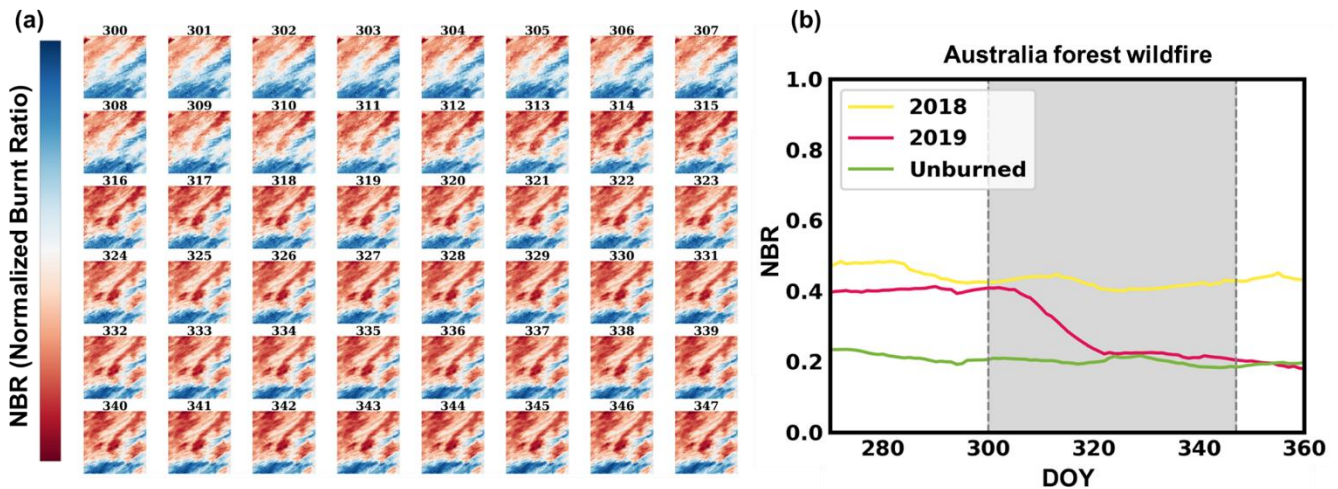 (a)
NBR (Normalized Burnt Ratio)
300 301 302 303 304 305 306 307
308 309 310 311 312 313 314 315
316 317 318 319 320 321 322 323
324 325 326 327 328 329 330 331
332 333 334 335 336 337 338 339
340 341 342 343 344 345 346 347
(b)
Australia forest wildfire
1.0
0.8
0.6
0.4
0.2
0.0
NBR
2018
2019
Unburned
280 300 320 340 360
DOY